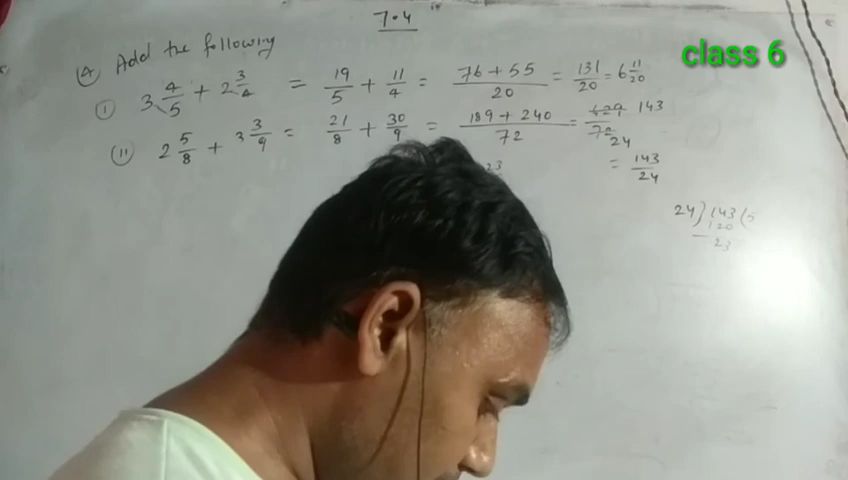 7.4
class 6
Q Add the following
(i) 3 4/5 + 2 3/4 = 19/5 + 11/4 = 76 + 55 / 20 = 131/20 = 6 11/20
(ii) 2 5/8 + 3 3/9 = 21/8 + 30/9 = 189 + 240 / 72 = 429/72 143/24
= 143/24
23
24 ) 143 ( 5
120
23